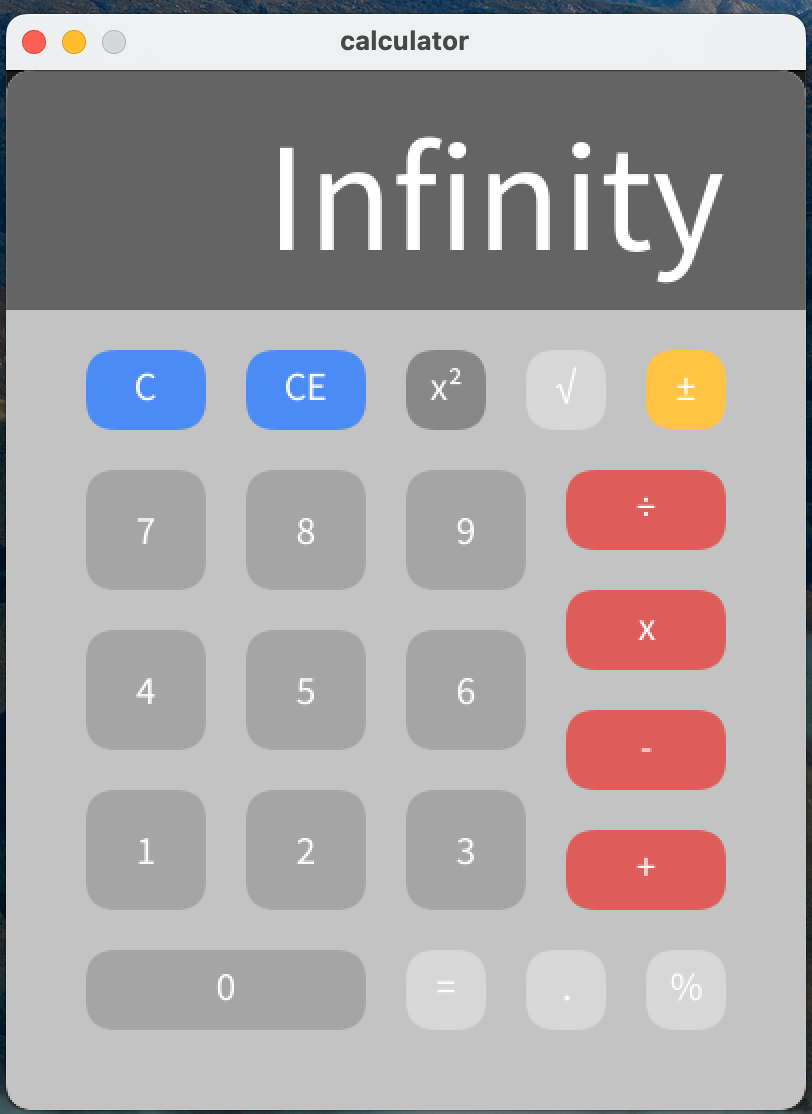 calculator
Infinity
C CE x² √ ±
7 8 9 ÷
4 5 6 x
-
1 2 3 +
0 = . %